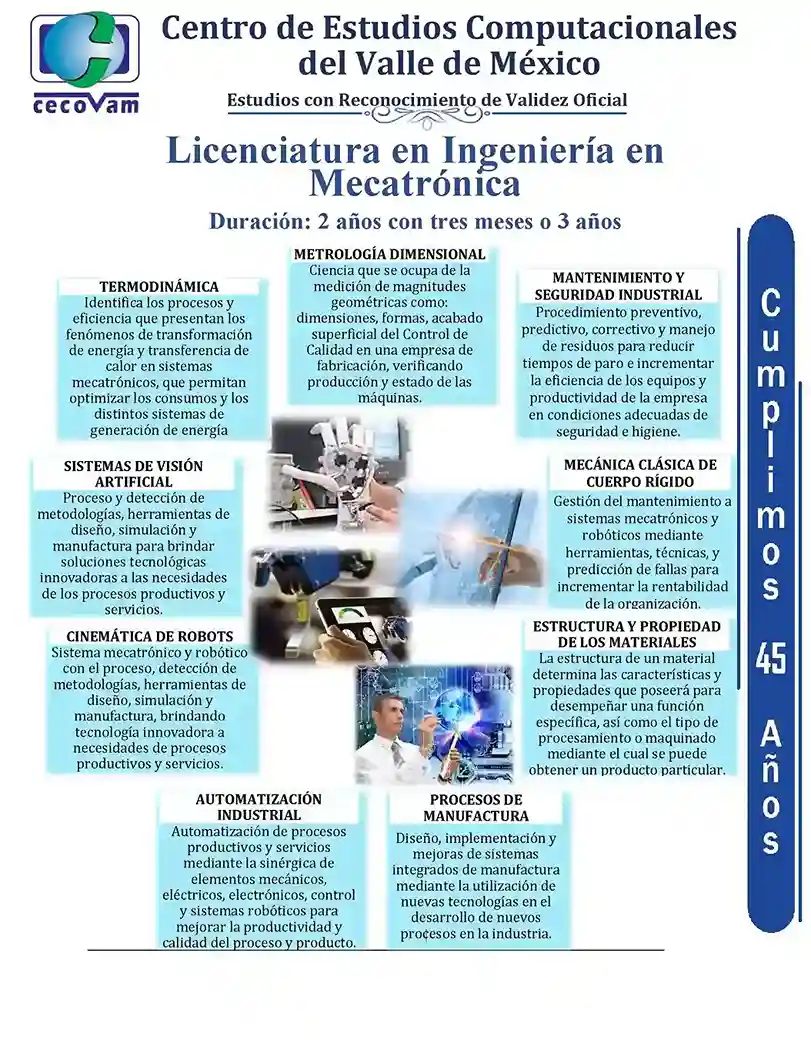 cecovam
Centro de Estudios Computacionales
del Valle de México
Estudios con Reconocimiento de Validez Oficial
Licenciatura en Ingeniería en
Mecatrónica
Duración: 2 años con tres meses o 3 años
METROLOGÍA DIMENSIONAL
Ciencia que se ocupa de la
medición de magnitudes
geométricas como:
dimensiones, formas, acabado
superficial del Control de
Calidad en una empresa de
fabricación, verificando
producción y estado de las
máquinas.
TERMODINÁMICA
Identifica los procesos y
eficiencia que presentan los
fenómenos de transformación
de energía y transferencia de
calor en sistemas
mecatrónicos, que permitan
optimizar los consumos y los
distintos sistemas de
generación de energía
MANTENIMIENTO Y
SEGURIDAD INDUSTRIAL
Procedimiento preventivo,
predictivo, correctivo y manejo
de residuos para reducir
tiempos de paro e incrementar
la eficiencia de los equipos y
productividad de la empresa
en condiciones adecuadas de
seguridad e higiene.
SISTEMAS DE VISIÓN
ARTIFICIAL
Proceso y detección de
metodologías, herramientas de
diseño, simulación y
manufactura para brindar
soluciones tecnológicas
innovadoras a las necesidades
de los procesos productivos y
servicios.
MECÁNICA CLÁSICA DE
CUERPO RÍGIDO
Gestión del mantenimiento a
sistemas mecatrónicos y
robóticos mediante
herramientas, técnicas, y
predicción de fallas para
incrementar la rentabilidad
de la organización.
CINEMÁTICA DE ROBOTS
Sistema mecatrónico y robótico
con el proceso, detección de
metodologías, herramientas de
diseño, simulación y
manufactura, brindando
tecnología innovadora a
necesidades de procesos
productivos y servicios.
ESTRUCTURA Y PROPIEDAD
DE LOS MATERIALES
La estructura de un material
determina las características y
propiedades que poseerá para
desempeñar una función
específica, así como el tipo de
procesamiento o maquinado
mediante el cual se puede
obtener un producto particular.
AUTOMATIZACIÓN
INDUSTRIAL
Automatización de procesos
productivos y servicios
mediante la sinérgica de
elementos mecánicos,
eléctricos, electrónicos, control
y sistemas robóticos para
mejorar la productividad y
calidad del proceso y producto.
PROCESOS DE
MANUFACTURA
Diseño, implementación y
mejoras de sistemas
integrados de manufactura
mediante la utilización de
nuevas tecnologías en el
desarrollo de nuevos
procesos en la industria.
Cumplimos 45 Años